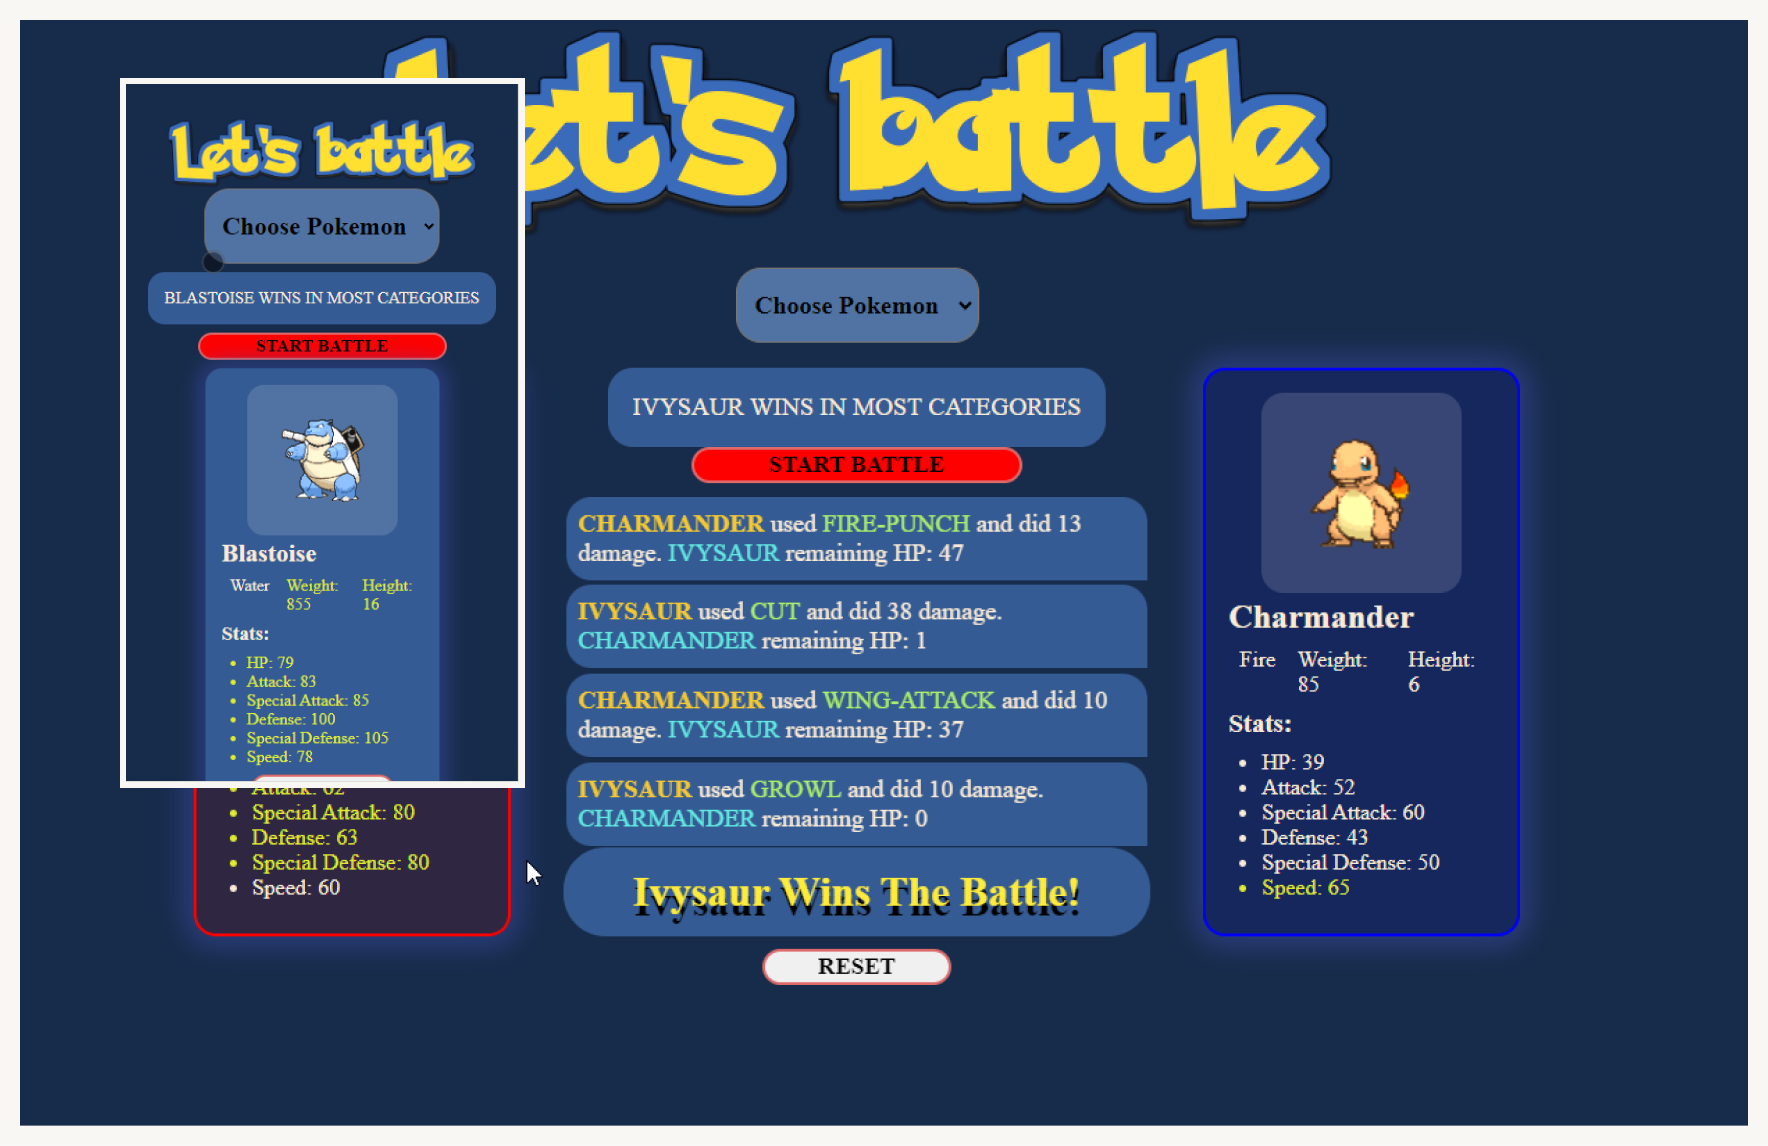 Let's battle
Choose Pokemon
BLASTOISE WINS IN MOST CATEGORIES
START BATTLE
Blastoise
Water Weight: Height:
855 16
Stats:
HP: 79
Attack: 83
Special Attack: 85
Defense: 100
Special Defense: 105
Speed: 78
Attack: 62
Special Attack: 80
Defense: 63
Special Defense: 80
Speed: 60
Let's battle
Choose Pokemon
IVYSAUR WINS IN MOST CATEGORIES
START BATTLE
CHARMANDER used FIRE-PUNCH and did 13
damage. IVYSAUR remaining HP: 47
IVYSAUR used CUT and did 38 damage.
CHARMANDER remaining HP: 1
CHARMANDER used WING-ATTACK and did 10
damage. IVYSAUR remaining HP: 37
IVYSAUR used GROWL and did 10 damage.
CHARMANDER remaining HP: 0
Ivysaur Wins The Battle!
RESET
Charmander
Fire Weight: Height:
85 6
Stats:
HP: 39
Attack: 52
Special Attack: 60
Defense: 43
Special Defense: 50
Speed: 65